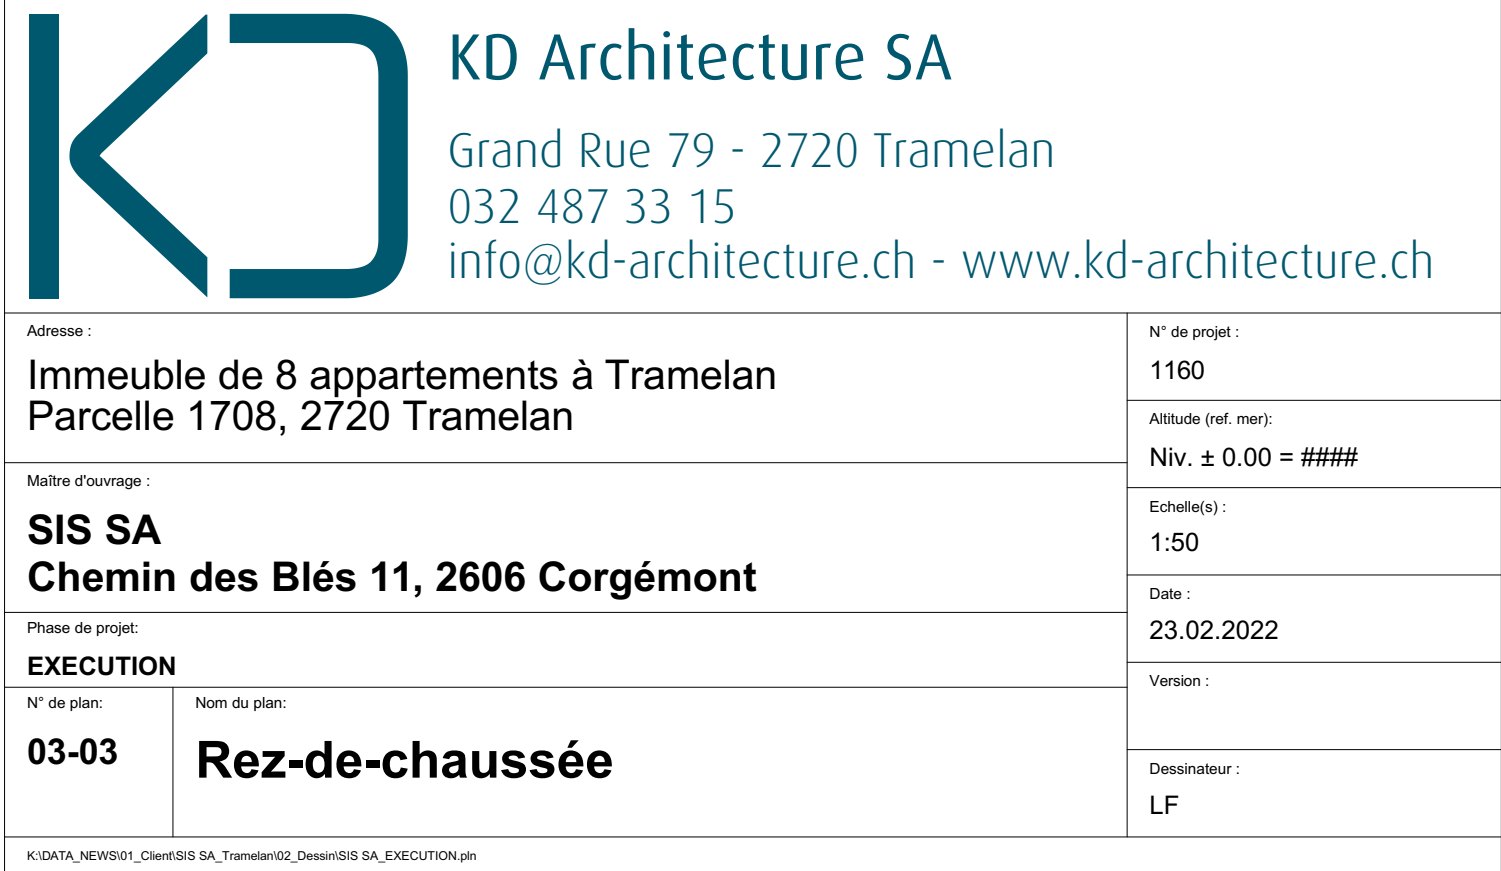 KD
KD Architecture SA
Grand Rue 79 - 2720 Tramelan
032 487 33 15
info@kd-architecture.ch - www.kd-architecture.ch
Adresse :
Immeuble de 8 appartements à Tramelan
Parcelle 1708, 2720 Tramelan
Maître d'ouvrage :
SIS SA
Chemin des Blés 11, 2606 Corgémont
Phase de projet:
EXECUTION
N° de plan:
03-03
Nom du plan:
Rez-de-chaussée
N° de projet :
1160
Altitude (ref. mer):
Niv. ± 0.00 = ####
Echelle(s) :
1:50
Date :
23.02.2022
Version :
Dessinateur :
LF
K:\DATA_NEWS\01_Client\SIS SA_Tramelan\02_Dessin\SIS SA_EXECUTION.pln